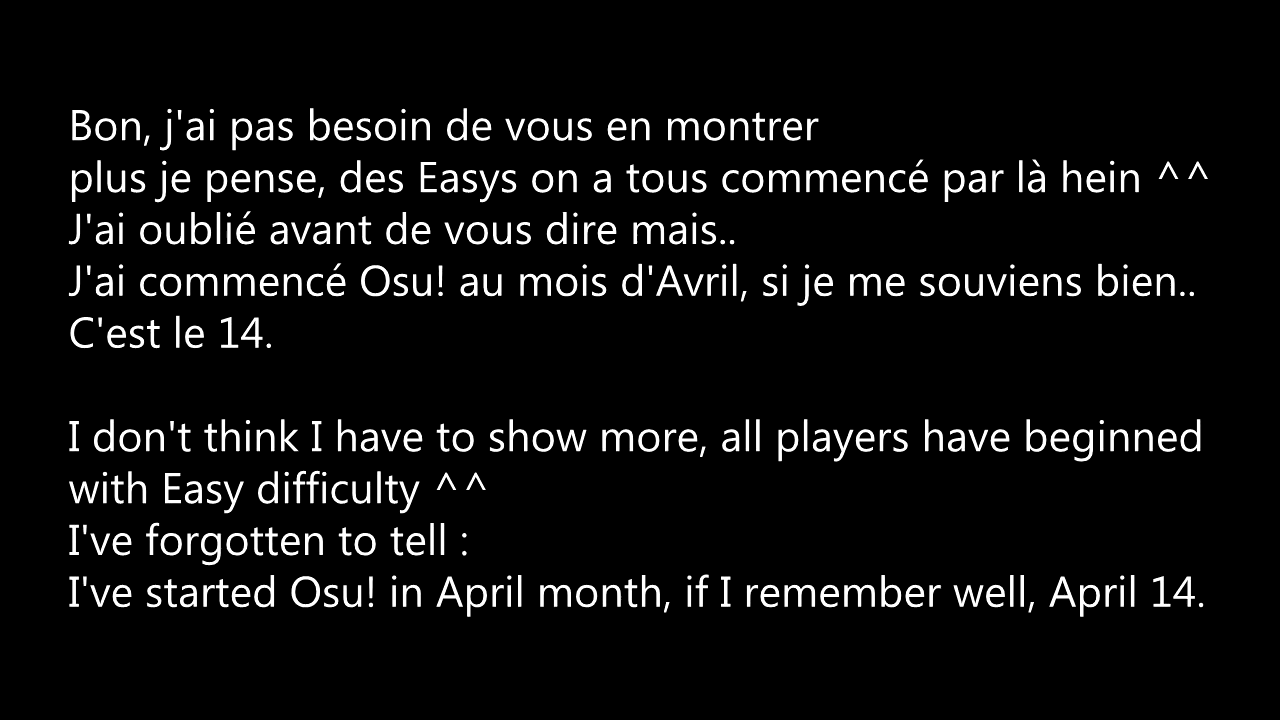 Bon, j'ai pas besoin de vous en montrer
plus je pense, des Easys on a tous commencé par là hein ^^
J'ai oublié avant de vous dire mais..
J'ai commencé Osu! au mois d'Avril, si je me souviens bien..
C'est le 14.
I don't think I have to show more, all players have beginned
with Easy difficulty ^^
I've forgotten to tell :
I've started Osu! in April month, if I remember well, April 14.